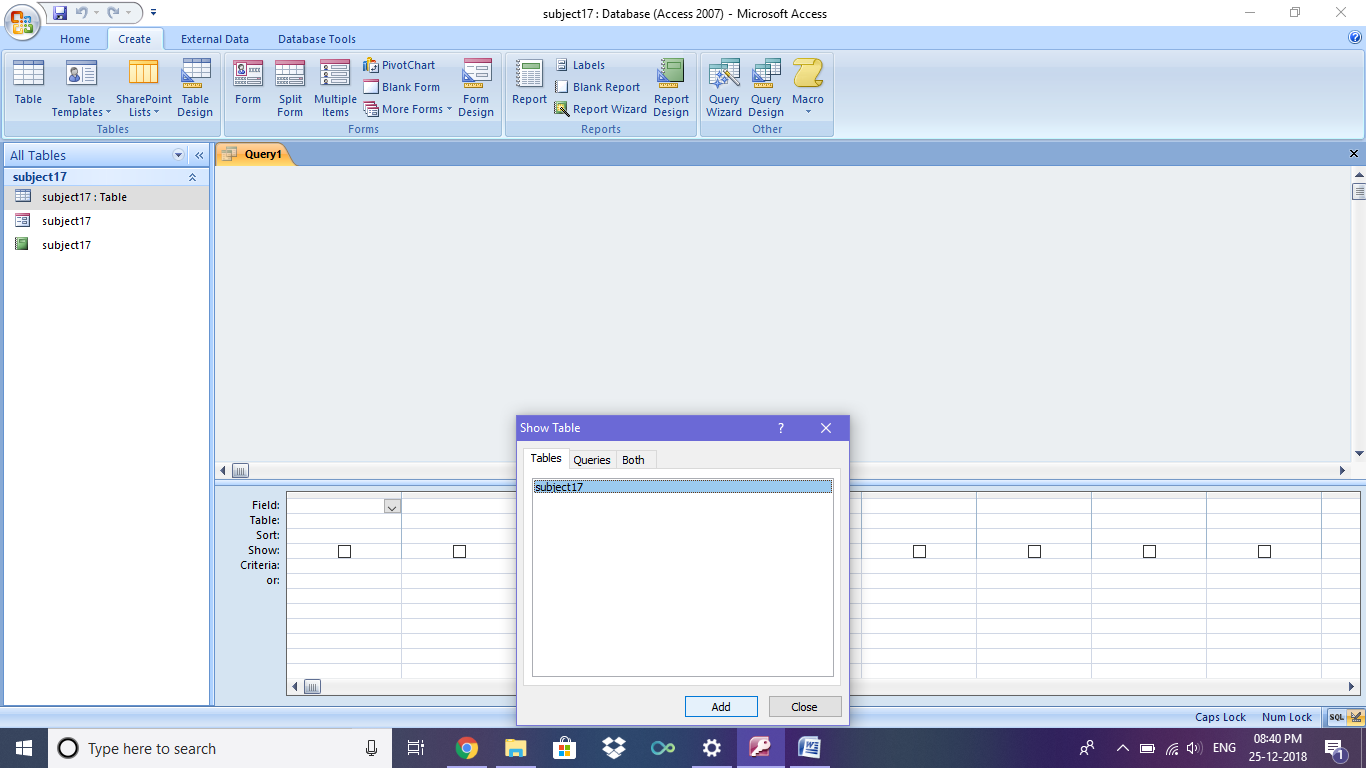 subject17 : Database (Access 2007) - Microsoft Access
Home Create External Data Database Tools
Table
Table Templates
SharePoint Lists
Table Design
Tables
Form
Split Form
Multiple Items
PivotChart
Blank Form
More Forms
Form Design
Forms
Report
Labels
Blank Report
Report Wizard
Report Design
Reports
Query Wizard
Query Design
Macro
Other
All Tables
subject17
subject17 : Table
subject17
subject17
Query1
Show Table
Tables Queries Both
subject17
Add Close
Field:
Table:
Sort:
Show:
Criteria:
or:
Caps Lock Num Lock SQL
Type here to search
ENG
08:40 PM
25-12-2018
1